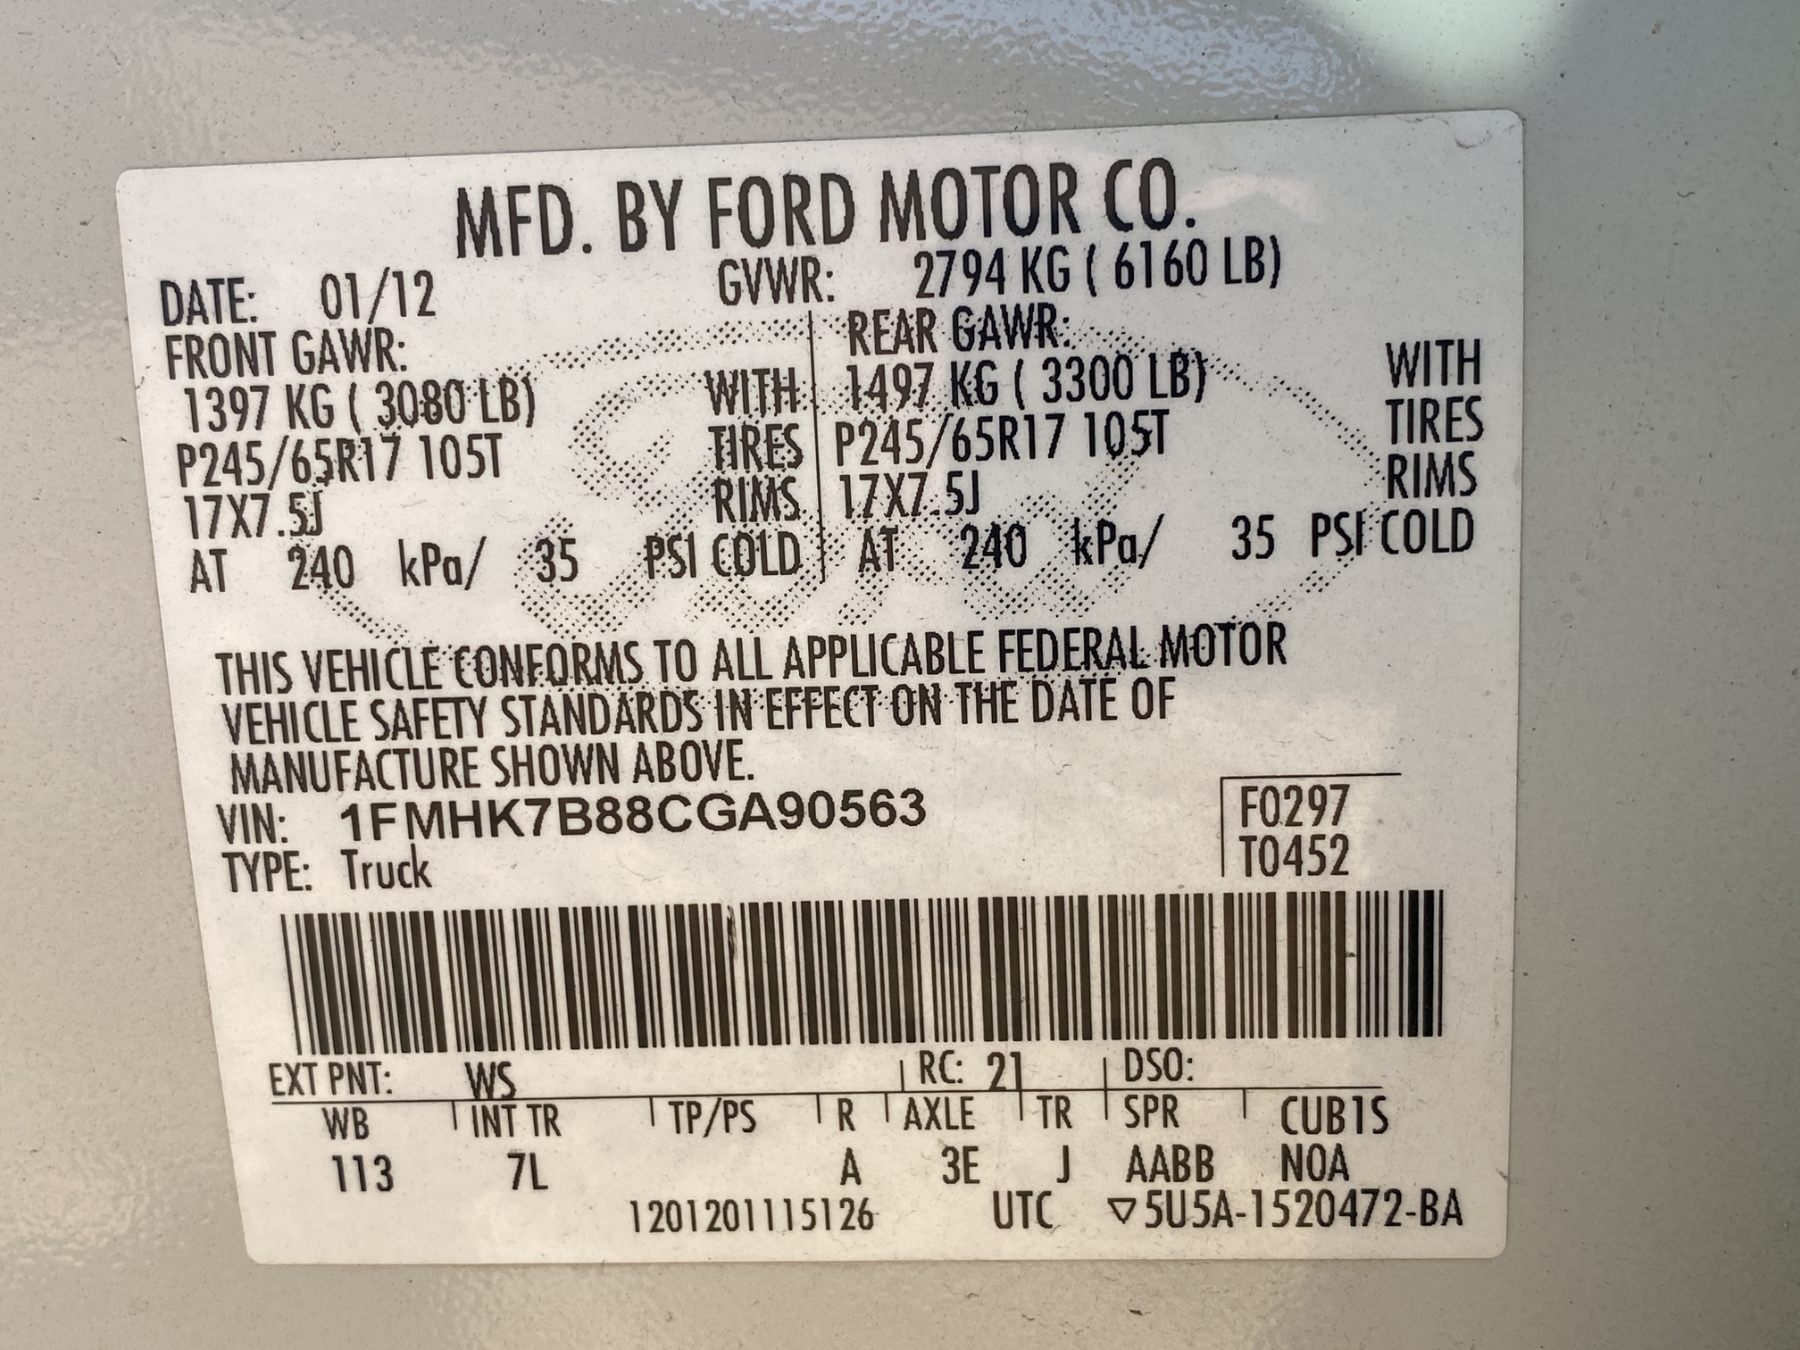 MFD. BY FORD MOTOR CO.
DATE: 01/12 GVWR: 2794 KG ( 6160 LB)
FRONT GAWR: REAR GAWR:
1397 KG ( 3080 LB) WITH 1497 KG ( 3300 LB) WITH
P245/65R17 105T TIRES P245/65R17 105T TIRES
17X7.5J RIMS 17X7.5J RIMS
AT 240 kPa/ 35 PSI COLD AT 240 kPa/ 35 PSI COLD
THIS VEHICLE CONFORMS TO ALL APPLICABLE FEDERAL MOTOR
VEHICLE SAFETY STANDARDS IN EFFECT ON THE DATE OF
MANUFACTURE SHOWN ABOVE.
VIN: 1FMHK7B88CGA90563 F0297
TYPE: Truck T0452
EXT PNT: WS RC: 21 DSO:
WB INT TR TP/PS R AXLE TR SPR CUB1S
113 7L A 3E J AABB NOA
1201201115126 UTC ▽5U5A-1520472-BA